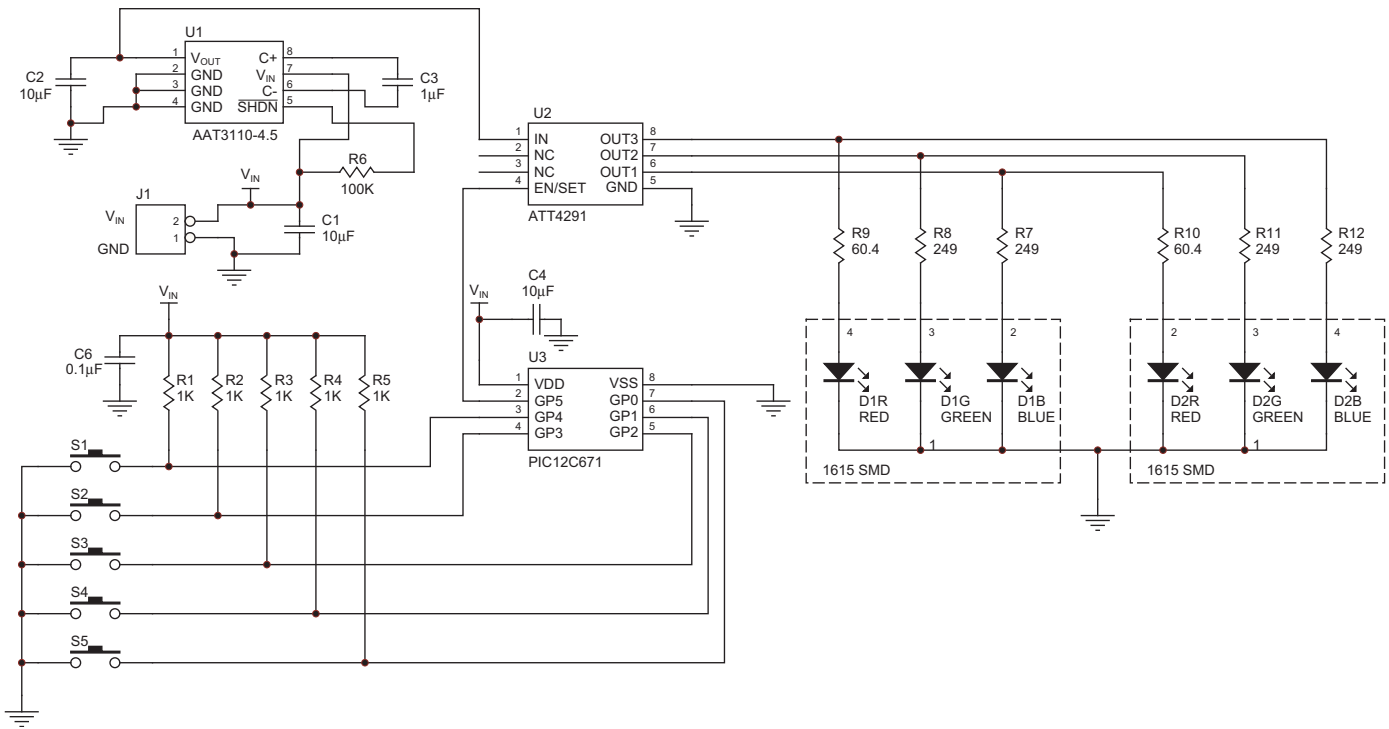 U1
1 V_OUT C+ 8
2 GND V_IN 7
3 GND C- 6
4 GND SHDN 5
AAT3110-4.5
C2
10µF
C3
1µF
R6
100K
V_IN
J1
V_IN 2
GND 1
C1
10µF
U2
1 IN OUT3 8
2 NC OUT2 7
3 NC OUT1 6
4 EN/SET GND 5
ATT4291
R9
60.4
R8
249
R7
249
R10
60.4
R11
249
R12
249
V_IN
C6
0.1µF
R1
1K
R2
1K
R3
1K
R4
1K
R5
1K
V_IN
C4
10µF
U3
1 VDD VSS 8
2 GP5 GP0 7
3 GP4 GP1 6
4 GP3 GP2 5
PIC12C671
4 3 2
D1R
RED
D1G
GREEN
D1B
BLUE
1
1615 SMD
2 3 4
D2R
RED
D2G
GREEN
D2B
BLUE
1
1615 SMD
S1
S2
S3
S4
S5